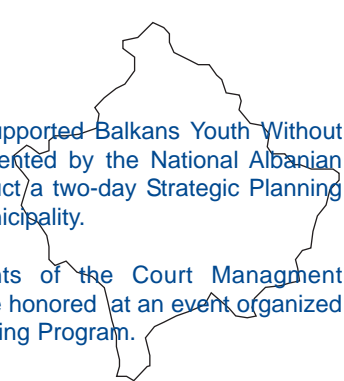 upported Balkans Youth Without
ented by the National Albanian
uct a two-day Strategic Planning
nicipality.
nts of the Court Managment
e honored at an event organized
ing Program.